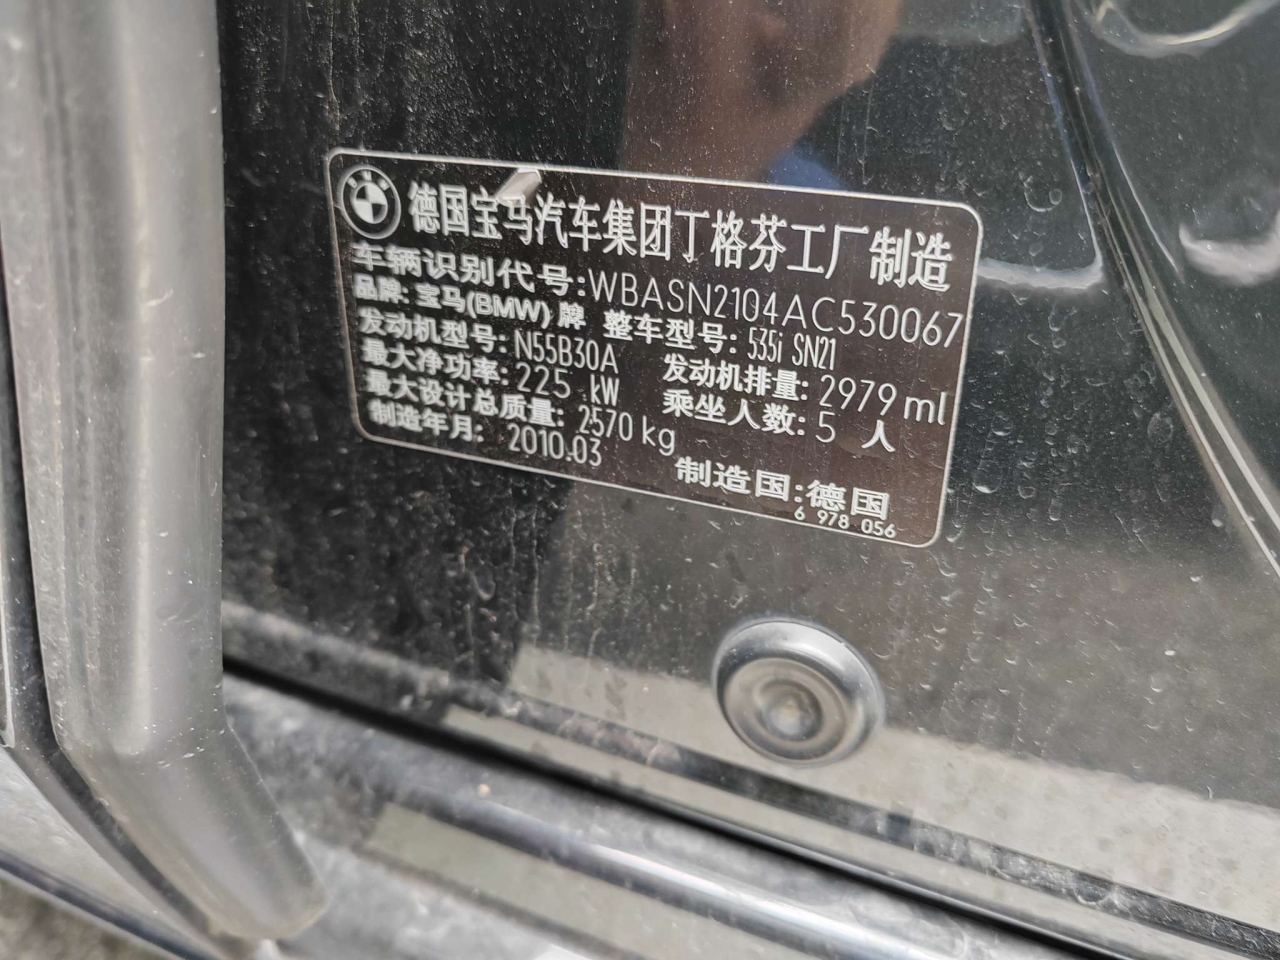 德国宝马汽车集团丁格芬工厂制造
车辆识别代号:WBASN2104AC530067
品牌: 宝马(BMW) 牌 整车型号: 535i SN21
发动机型号: N55B30A 发动机排量: 2979 ml
最大净功率: 225 kW 乘坐人数: 5 人
最大设计总质量: 2570 kg
制造年月: 2010.03 制造国: 德国
6 978 056